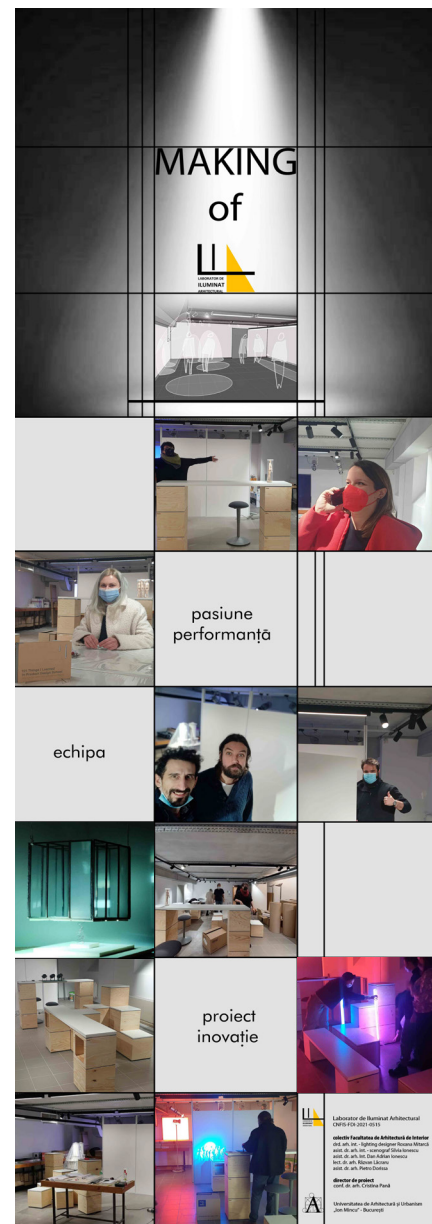 MAKING
of
LABORATOR DE
ILUMINAT
ARHITECTURAL
pasiune
performanță
echipa
proiect
inovație
Laborator de Iluminat Arhitectural
CNFIS-FDI-2021-0515
colectiv Facultatea de Arhitectură de Interior
drd. arh. int. - lighting designer Roxana Mitarcă
asist. dr. arh. int. - scenograf Silvia Ionescu
asist. dr. arh. int. Dan Adrian Ionescu
lect. dr. arh. Răzvan Lăcraru
asist. dr. arh. Pietro Dorissa
director de proiect
conf. dr. arh. Cristina Pană
Universitatea de Arhitectură și Urbanism
„Ion Mincu” - București